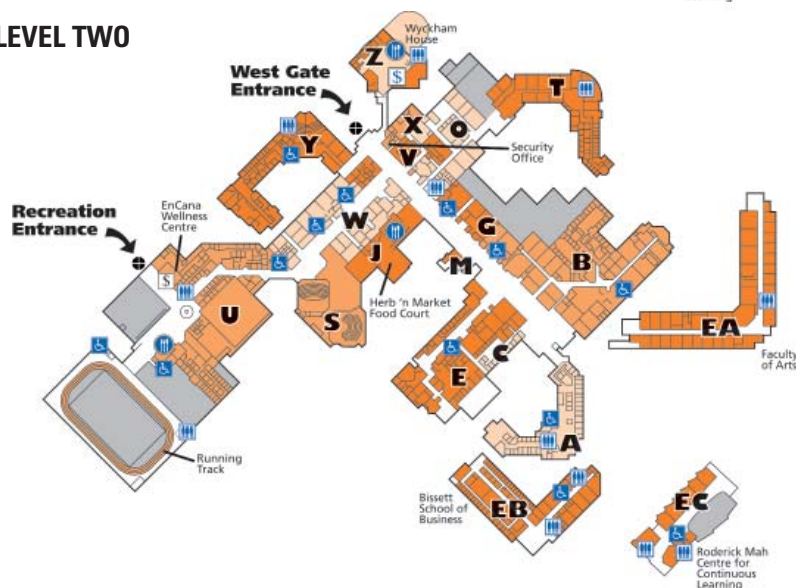 LEVEL TWO
Wyckham
House
Z
$
West Gate
Entrance
T
X
O
Y
V
Security
Office
EnCana
Wellness
Centre
Recreation
Entrance
W
G
J
B
M
$
Herb 'n Market
Food Court
U
S
EA
C
E
Faculty
of Arts
A
Running
Track
Bissett
School of
Business
EB
EC
Roderick Mah
Centre for
Continuous
Learning